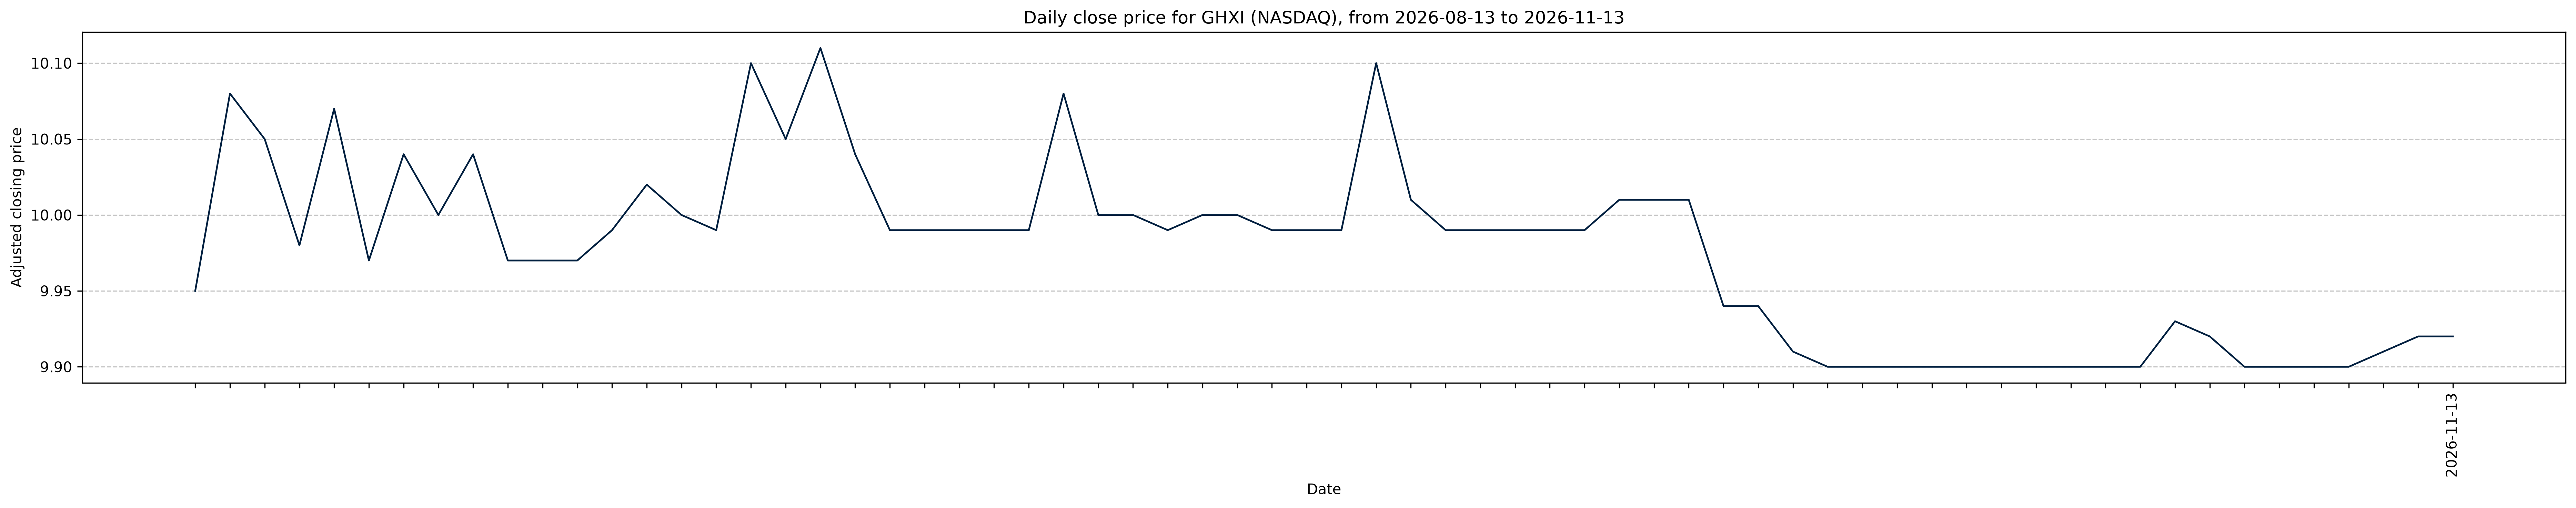 Daily close price for GHXI (NASDAQ), from 2026-08-13 to 2026-11-13
Adjusted closing price
10.10
10.05
10.00
9.95
9.90
2026-11-13
Date